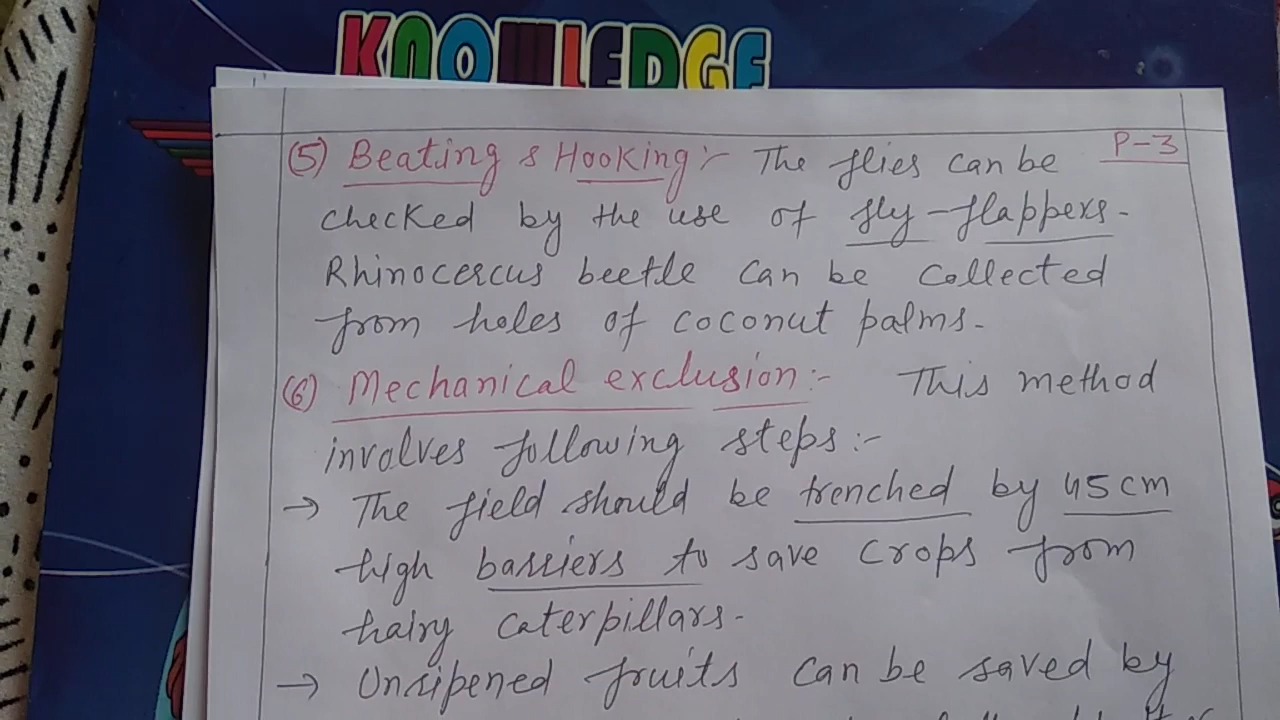 KNOWLEDGE
P-3
(5) Beating & Hooking:- The flies can be
checked by the use of fly-flappers.
Rhinocercus beetle can be collected
from holes of coconut palms.
(6) Mechanical exclusion:- This method
involves following steps:-
→ The field should be trenched by 45cm
high barriers to save crops from
hairy caterpillars.
→ Unripened fruits can be saved by